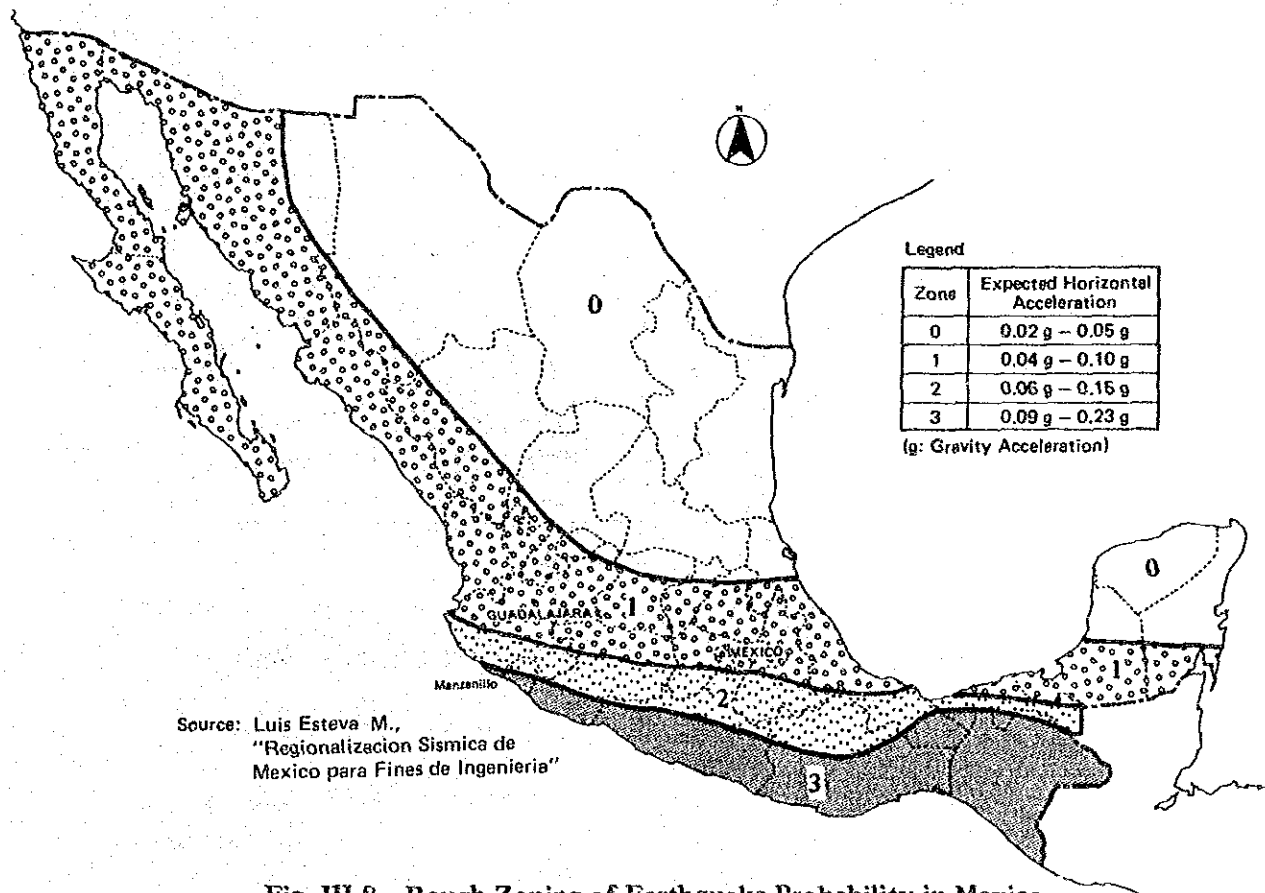 N
0
Legend
Zone Expected Horizontal
Acceleration
0 0.02 g – 0.05 g
1 0.04 g – 0.10 g
2 0.06 g – 0.15 g
3 0.09 g – 0.23 g
(g: Gravity Acceleration)
0
GUADALAJARA
1
MEXICO
1
Manzanillo
2
3
Source: Luis Esteva M.,
"Regionalizacion Sismica de
Mexico para Fines de Ingenieria"
Fig. III-8 Rough Zoning of Earthquake Probability in Mexico